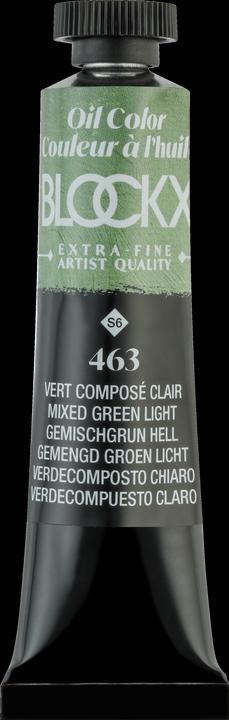 Oil Color
Couleur à l'huile
BLOCKX
EXTRA-FINE
ARTIST QUALITY
S6
463
VERT COMPOSÉ CLAIR
MIXED GREEN LIGHT
GEMISCHGRUN HELL
GEMENGD GROEN LICHT
VERDECOMPOSTO CHIARO
VERDECOMPUESTO CLARO